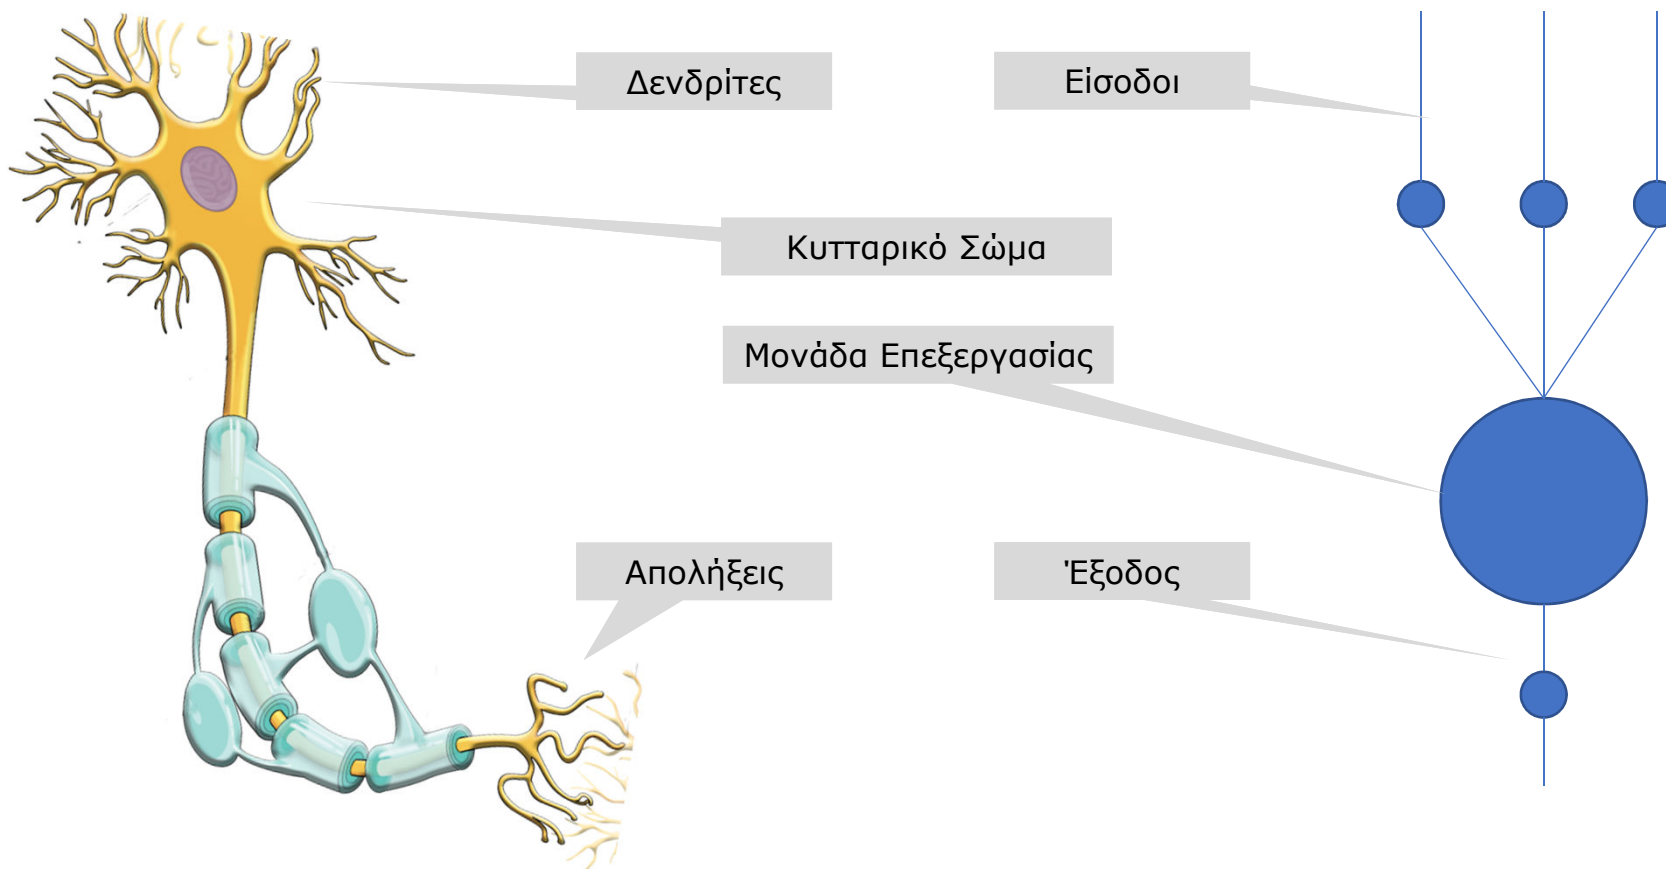 Δενδρίτες
Είσοδοι
Κυτταρικό Σώμα
Μονάδα Επεξεργασίας
Απολήξεις
Έξοδος